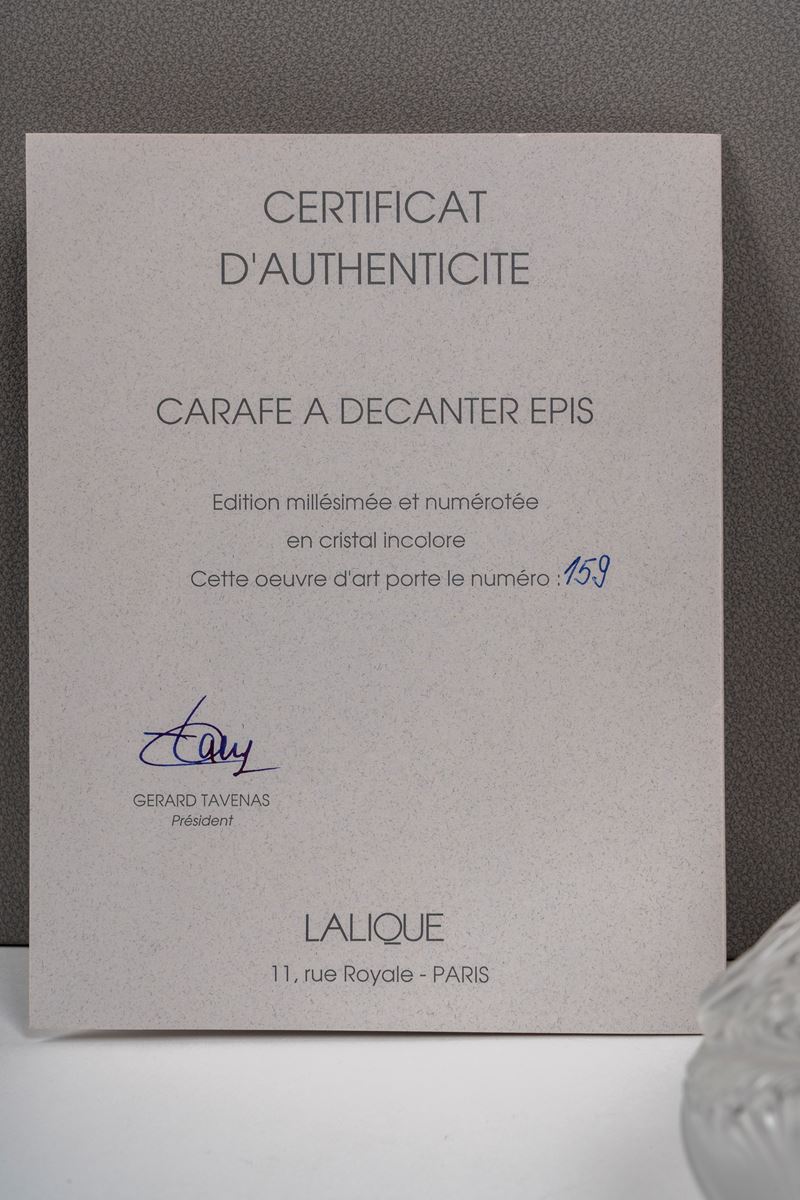 CERTIFICAT
D'AUTHENTICITE
CARAFE A DECANTER EPIS
Edition millésimée et numérotée
en cristal incolore
Cette oeuvre d'art porte le numéro : 159
GERARD TAVENAS
Président
LALIQUE
11, rue Royale - PARIS